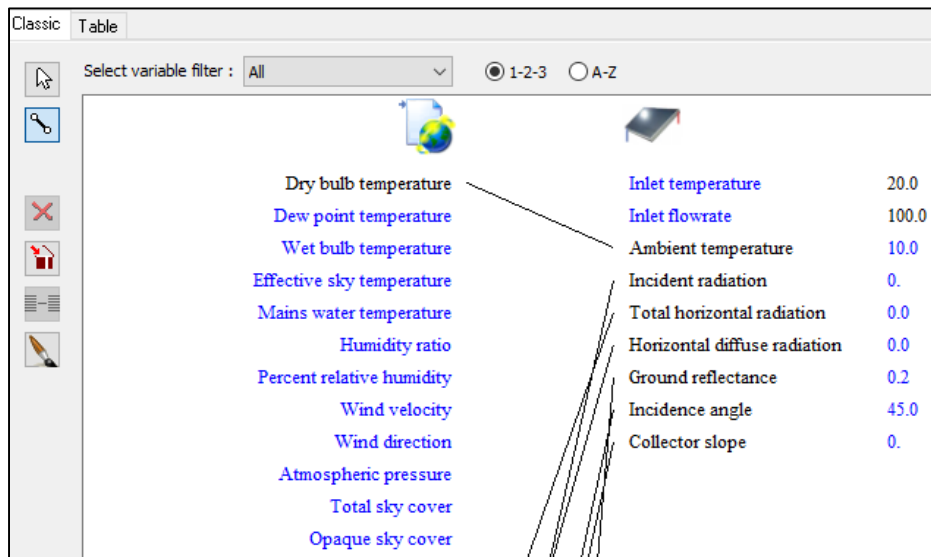 Classic Table
Select variable filter : All 1-2-3 A-Z
Dry bulb temperature Inlet temperature 20.0
Dew point temperature Inlet flowrate 100.0
Wet bulb temperature Ambient temperature 10.0
Effective sky temperature Incident radiation 0.
Mains water temperature Total horizontal radiation 0.0
Humidity ratio Horizontal diffuse radiation 0.0
Percent relative humidity Ground reflectance 0.2
Wind velocity Incidence angle 45.0
Wind direction Collector slope 0.
Atmospheric pressure
Total sky cover
Opaque sky cover